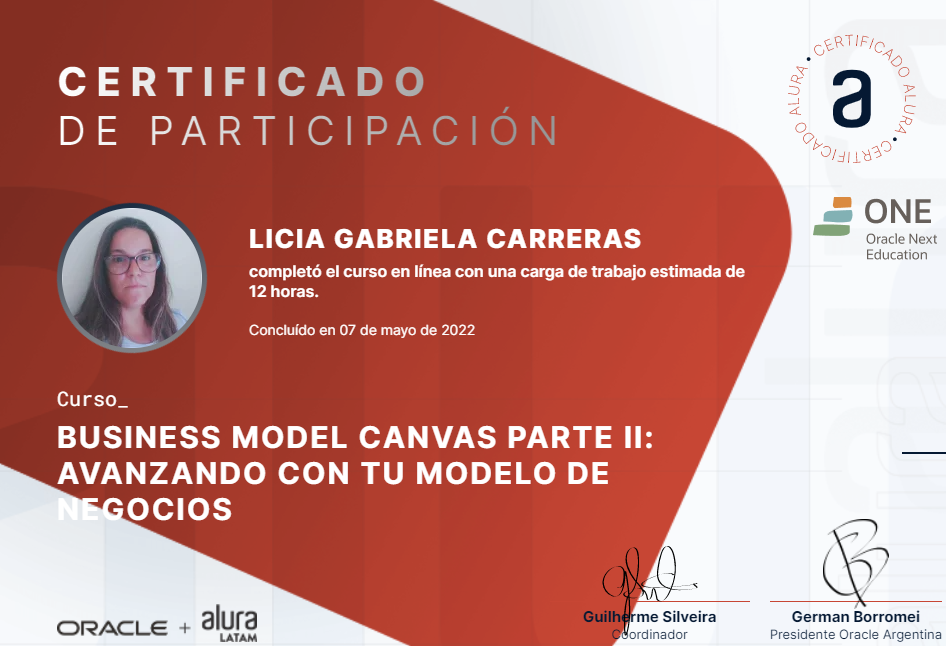 CERTIFICADO
DE PARTICIPACIÓN
CERTIFICADO ALURA • CERTIFICADO ALURA •
a
ONE
Oracle Next
Education
LICIA GABRIELA CARRERAS
completó el curso en línea con una carga de trabajo estimada de
12 horas.
Concluído en 07 de mayo de 2022
Curso_
BUSINESS MODEL CANVAS PARTE II:
AVANZANDO CON TU MODELO DE
NEGOCIOS
ORACLE + alura
LATAM
Guilherme Silveira
Coordinador
German Borromei
Presidente Oracle Argentina